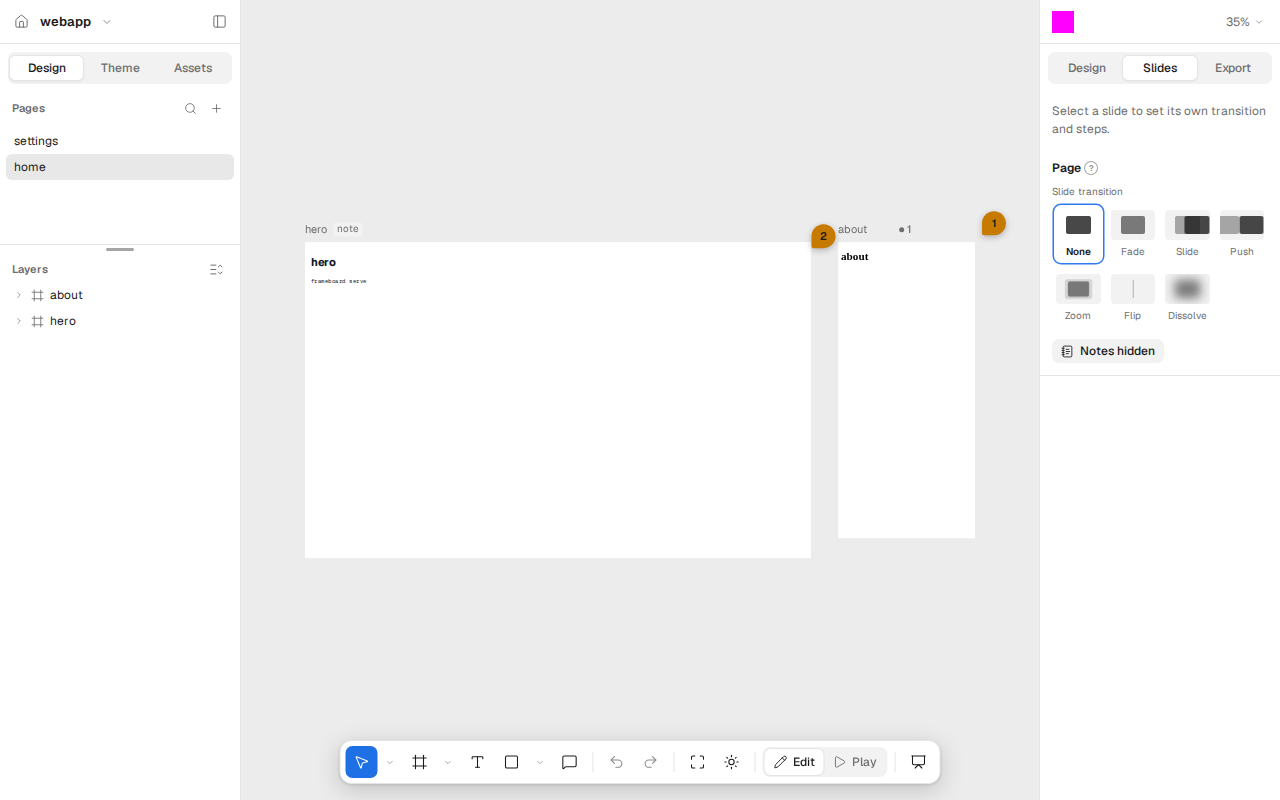 webapp
Design
Theme
Assets
Pages
settings
home
Layers
about
hero
hero
note
hero
frameboard serve
2
about
1
about
1
Edit
Play
35%
Design
Slides
Export
Select a slide to set its own transition
and steps.
Page ?
Slide transition
None
Fade
Slide
Push
Zoom
Flip
Dissolve
Notes hidden